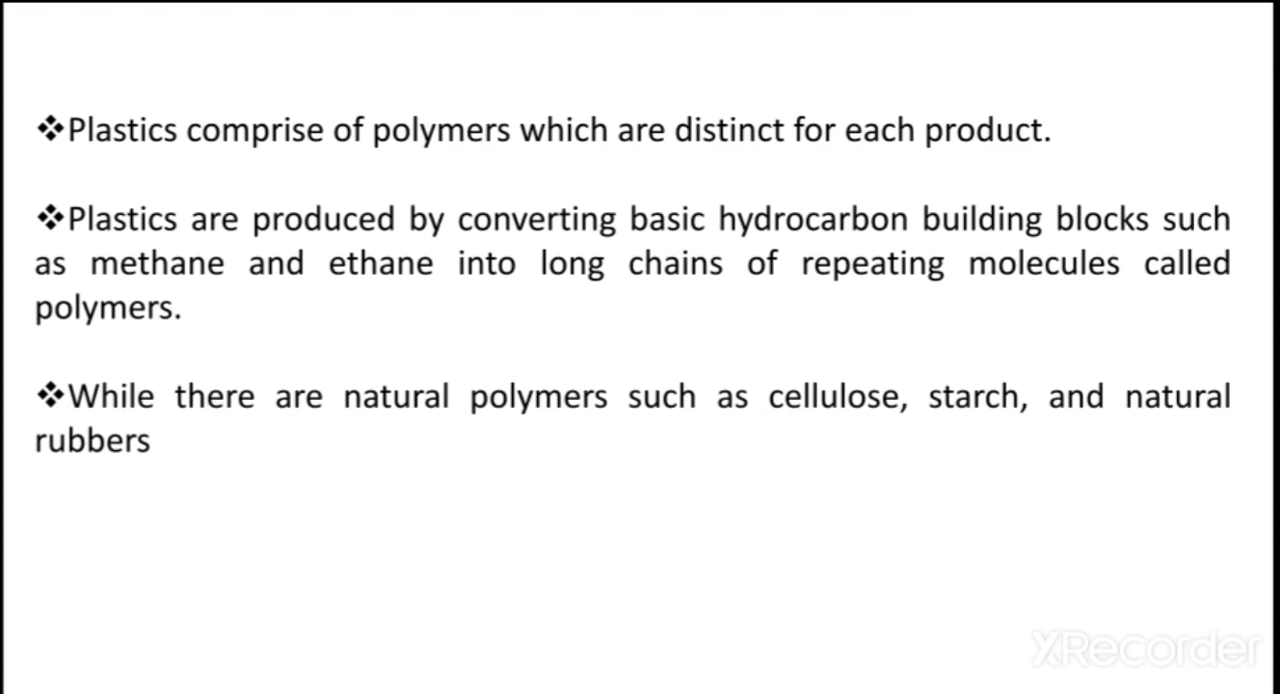 ❖Plastics comprise of polymers which are distinct for each product.
❖Plastics are produced by converting basic hydrocarbon building blocks such
as methane and ethane into long chains of repeating molecules called
polymers.
❖While there are natural polymers such as cellulose, starch, and natural
rubbers
XRecorder